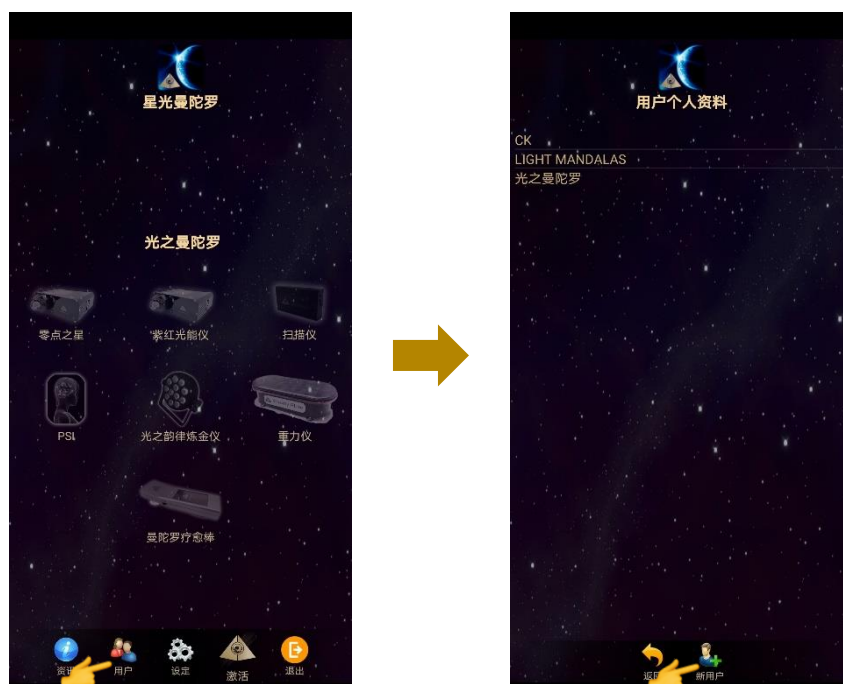 星光曼陀罗
光之曼陀罗
零点之星
紫红光能仪
扫描仪
PSI
光之韵律炼金仪
重力仪
曼陀罗疗愈棒
用户
设定
激活
退出
用户个人资料
CK
LIGHT MANDALAS
光之曼陀罗
新用户